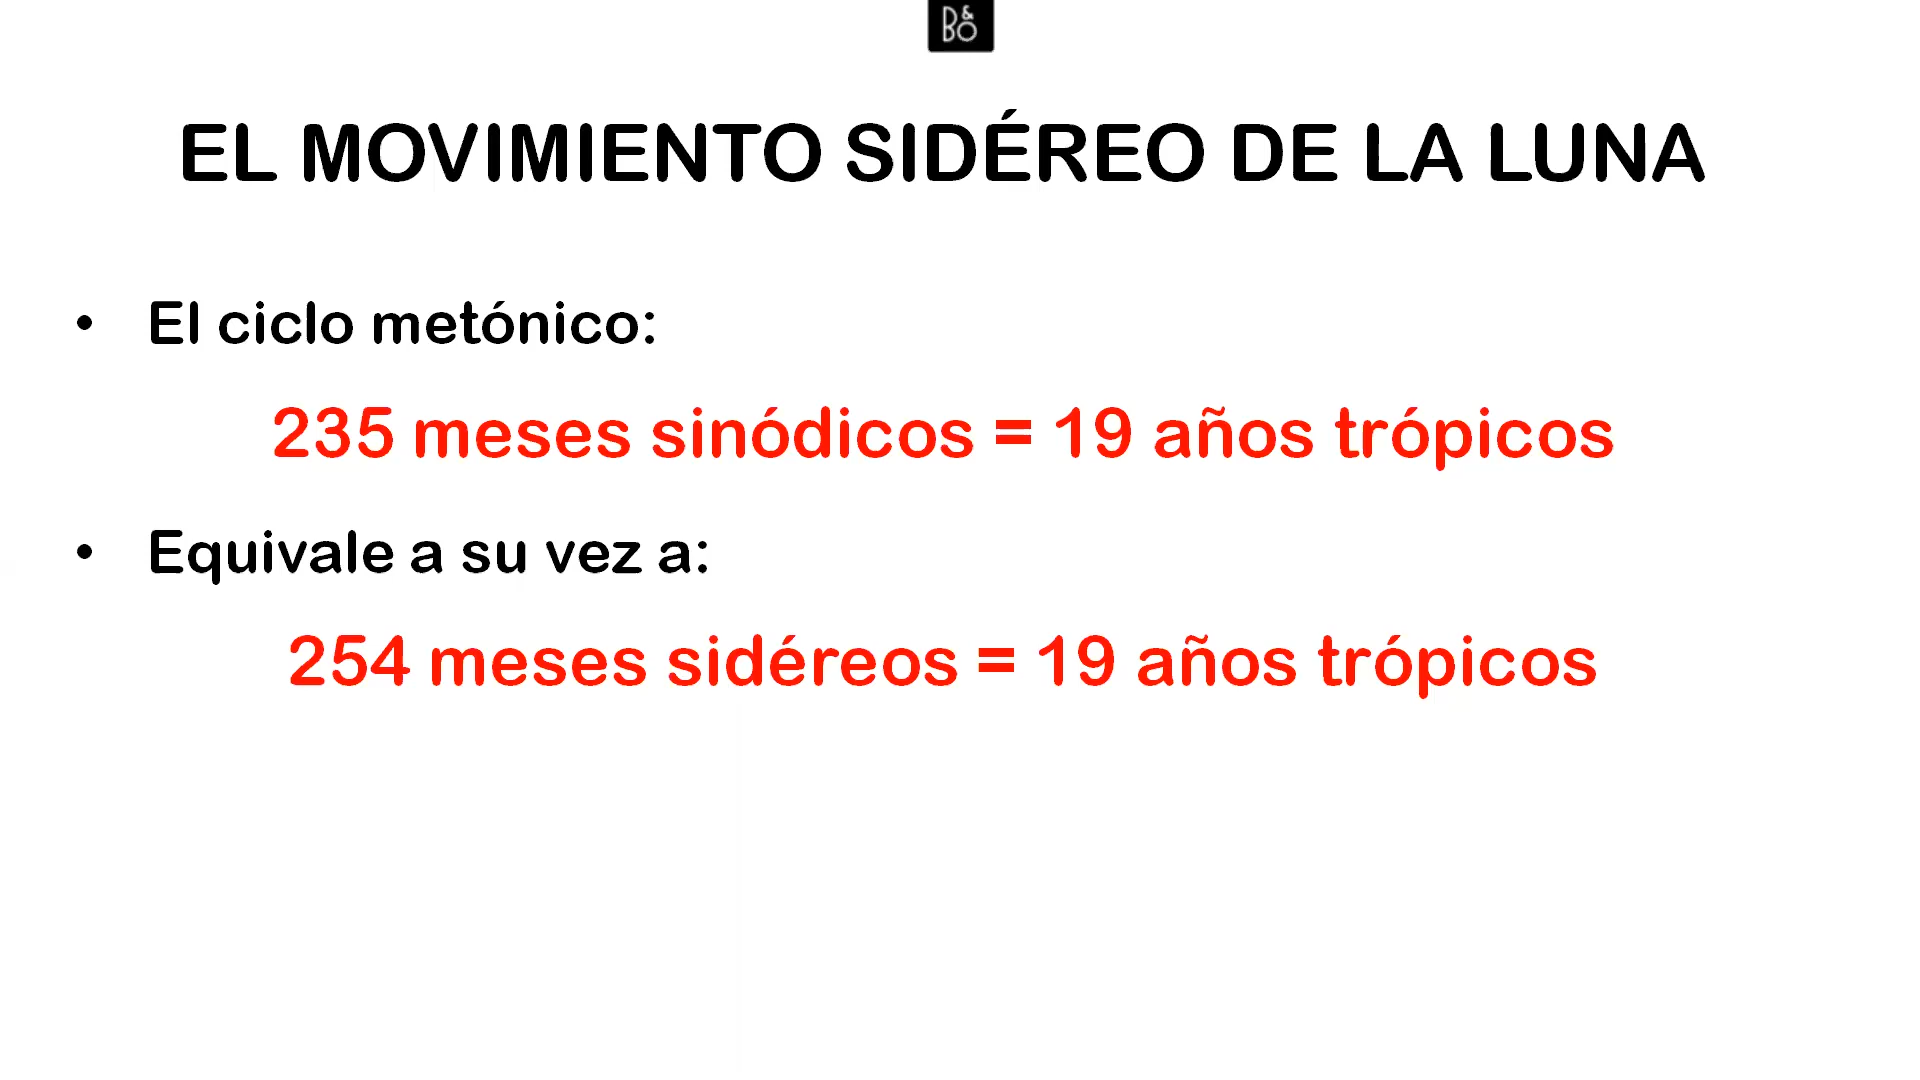 B&O
EL MOVIMIENTO SIDÉREO DE LA LUNA
• El ciclo metónico:
235 meses sinódicos = 19 años trópicos
• Equivale a su vez a:
254 meses sidéreos = 19 años trópicos